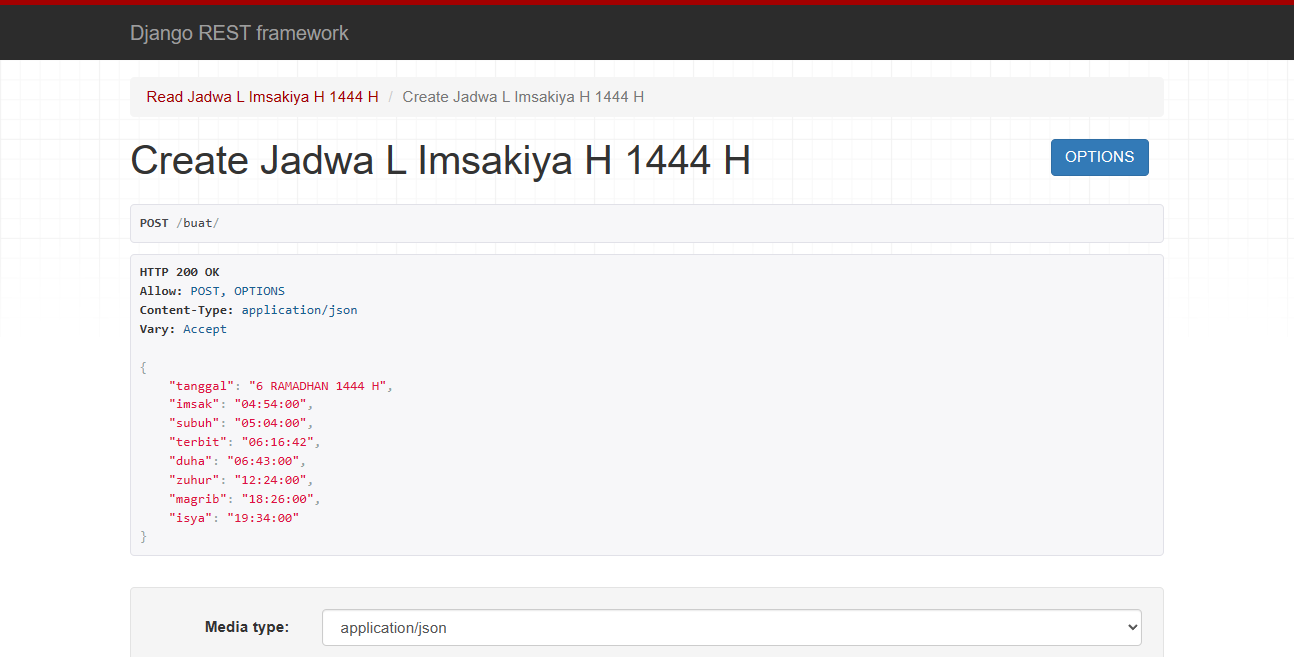 Django REST framework
Read Jadwa L Imsakiya H 1444 H / Create Jadwa L Imsakiya H 1444 H
Create Jadwa L Imsakiya H 1444 H
OPTIONS
POST /buat/
HTTP 200 OK
Allow: POST, OPTIONS
Content-Type: application/json
Vary: Accept
{
"tanggal": "6 RAMADHAN 1444 H",
"imsak": "04:54:00",
"subuh": "05:04:00",
"terbit": "06:16:42",
"duha": "06:43:00",
"zuhur": "12:24:00",
"magrib": "18:26:00",
"isya": "19:34:00"
}
Media type: application/json